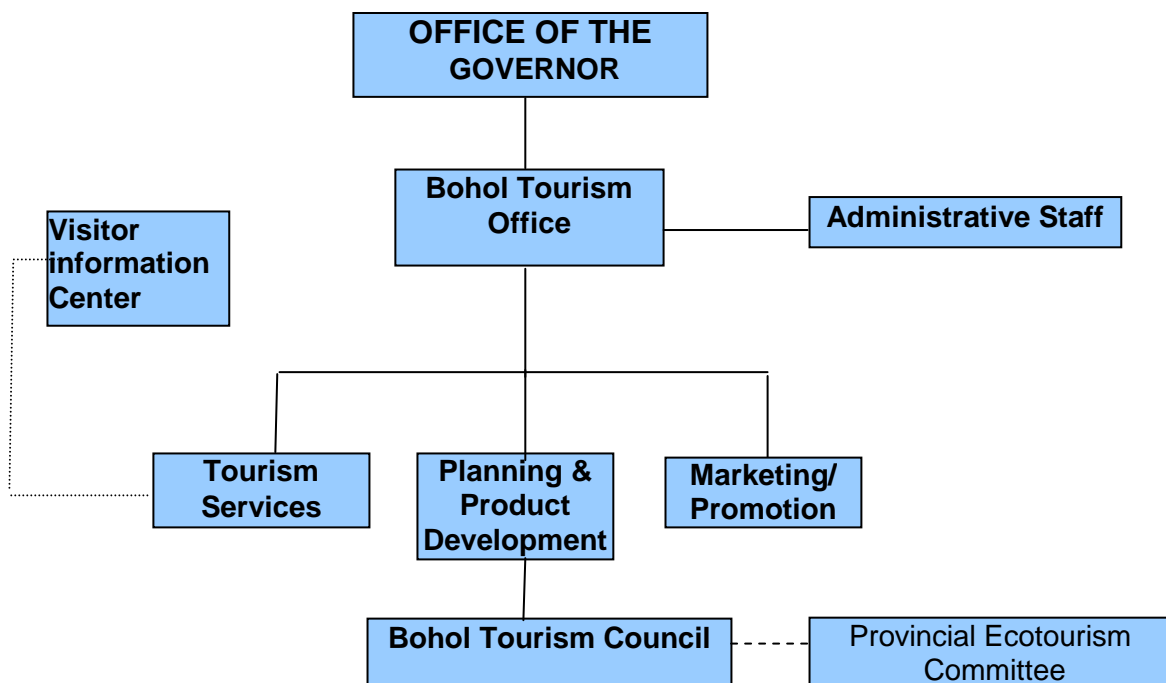 OFFICE OF THE
GOVERNOR
Bohol Tourism
Office
Administrative Staff
Visitor
information
Center
Tourism
Services
Planning &
Product
Development
Marketing/
Promotion
Bohol Tourism Council
Provincial Ecotourism
Committee